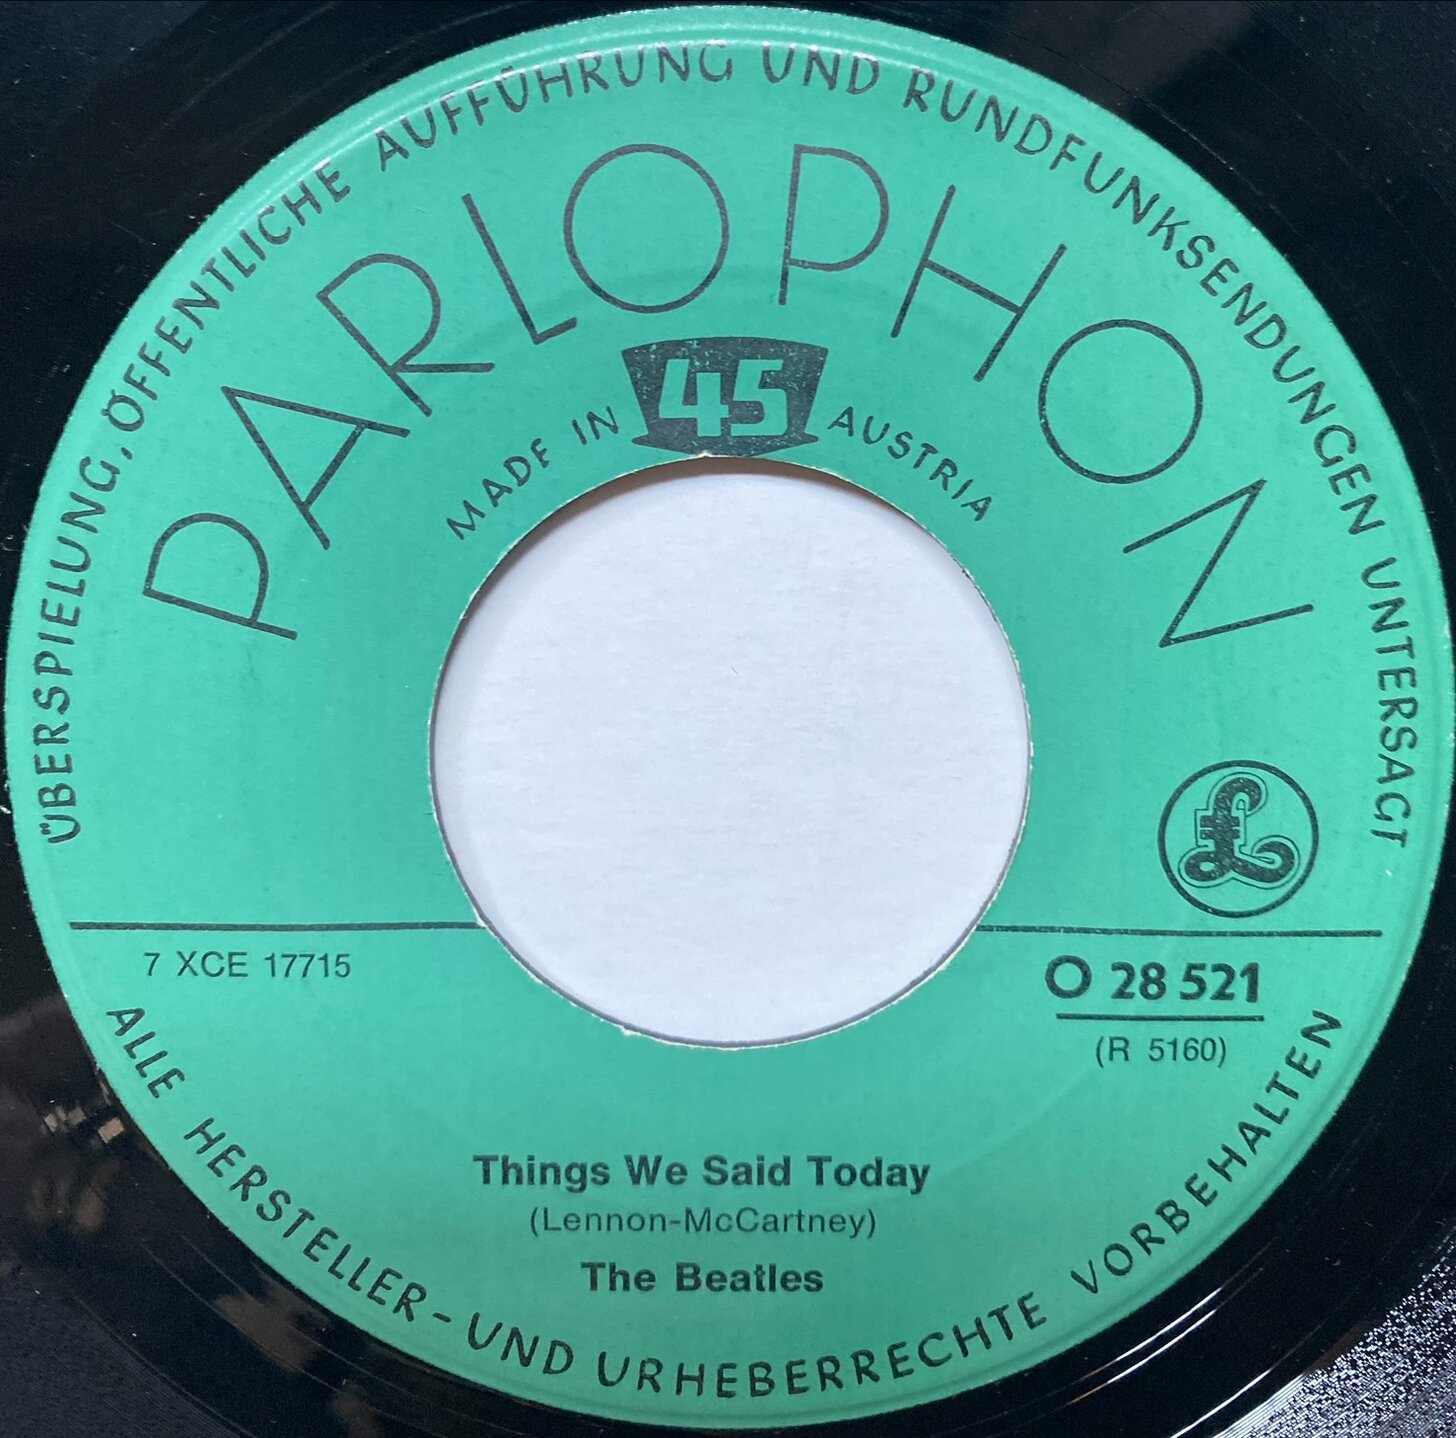 ÜBERSPIELUNG, ÖFFENTLICHE AUFFÜHRUNG UND RUNDFUNKSENDUNGEN UNTERSAGT
PARLOPHON
45
MADE IN AUSTRIA
£
7 XCE 17715
O 28 521
(R 5160)
Things We Said Today
(Lennon-McCartney)
The Beatles
ALLE HERSTELLER- UND URHEBERRECHTE VORBEHALTEN